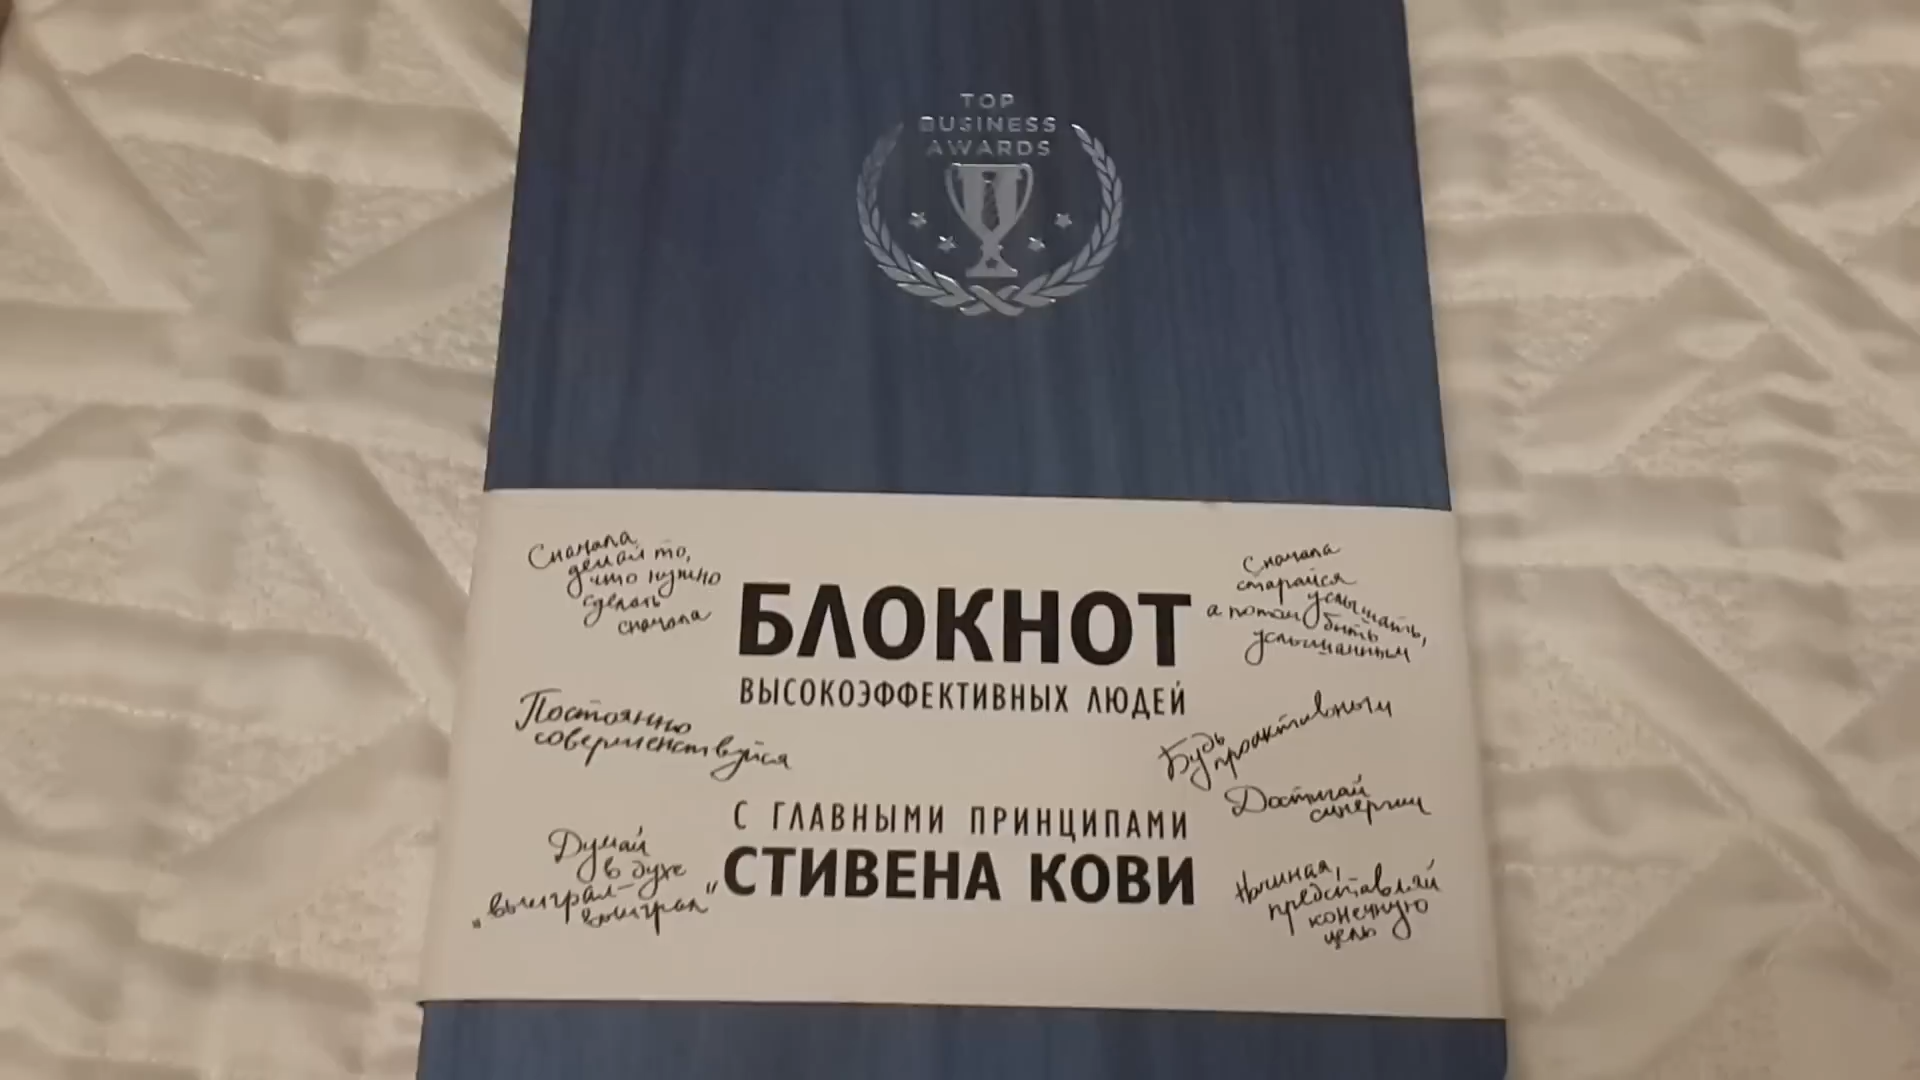 TOP
BUSINESS
AWARDS
Сначала
делай то,
что нужно
сделать
сначала
Постоянно
совершенствуйся
Думай
в духе
„выиграл-
выиграл"
БЛОКНОТ
ВЫСОКОЭФФЕКТИВНЫХ ЛЮДЕЙ
С ГЛАВНЫМИ ПРИНЦИПАМИ
СТИВЕНА КОВИ
Сначала
старайся
услышать,
а потом быть
услышанным
Будь
проактивным
Достигай
синергии
Начиная,
представляй
конечную
цель